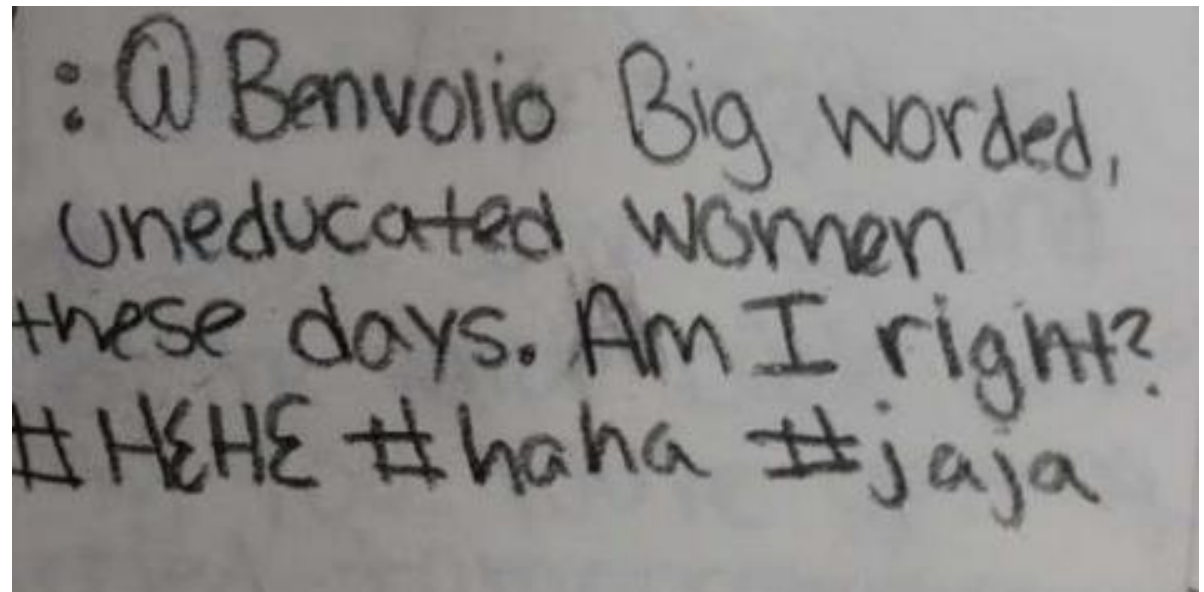 : @Benvolio Big worded,
uneducated women
these days. Am I right?
#HEHE #haha #jaja